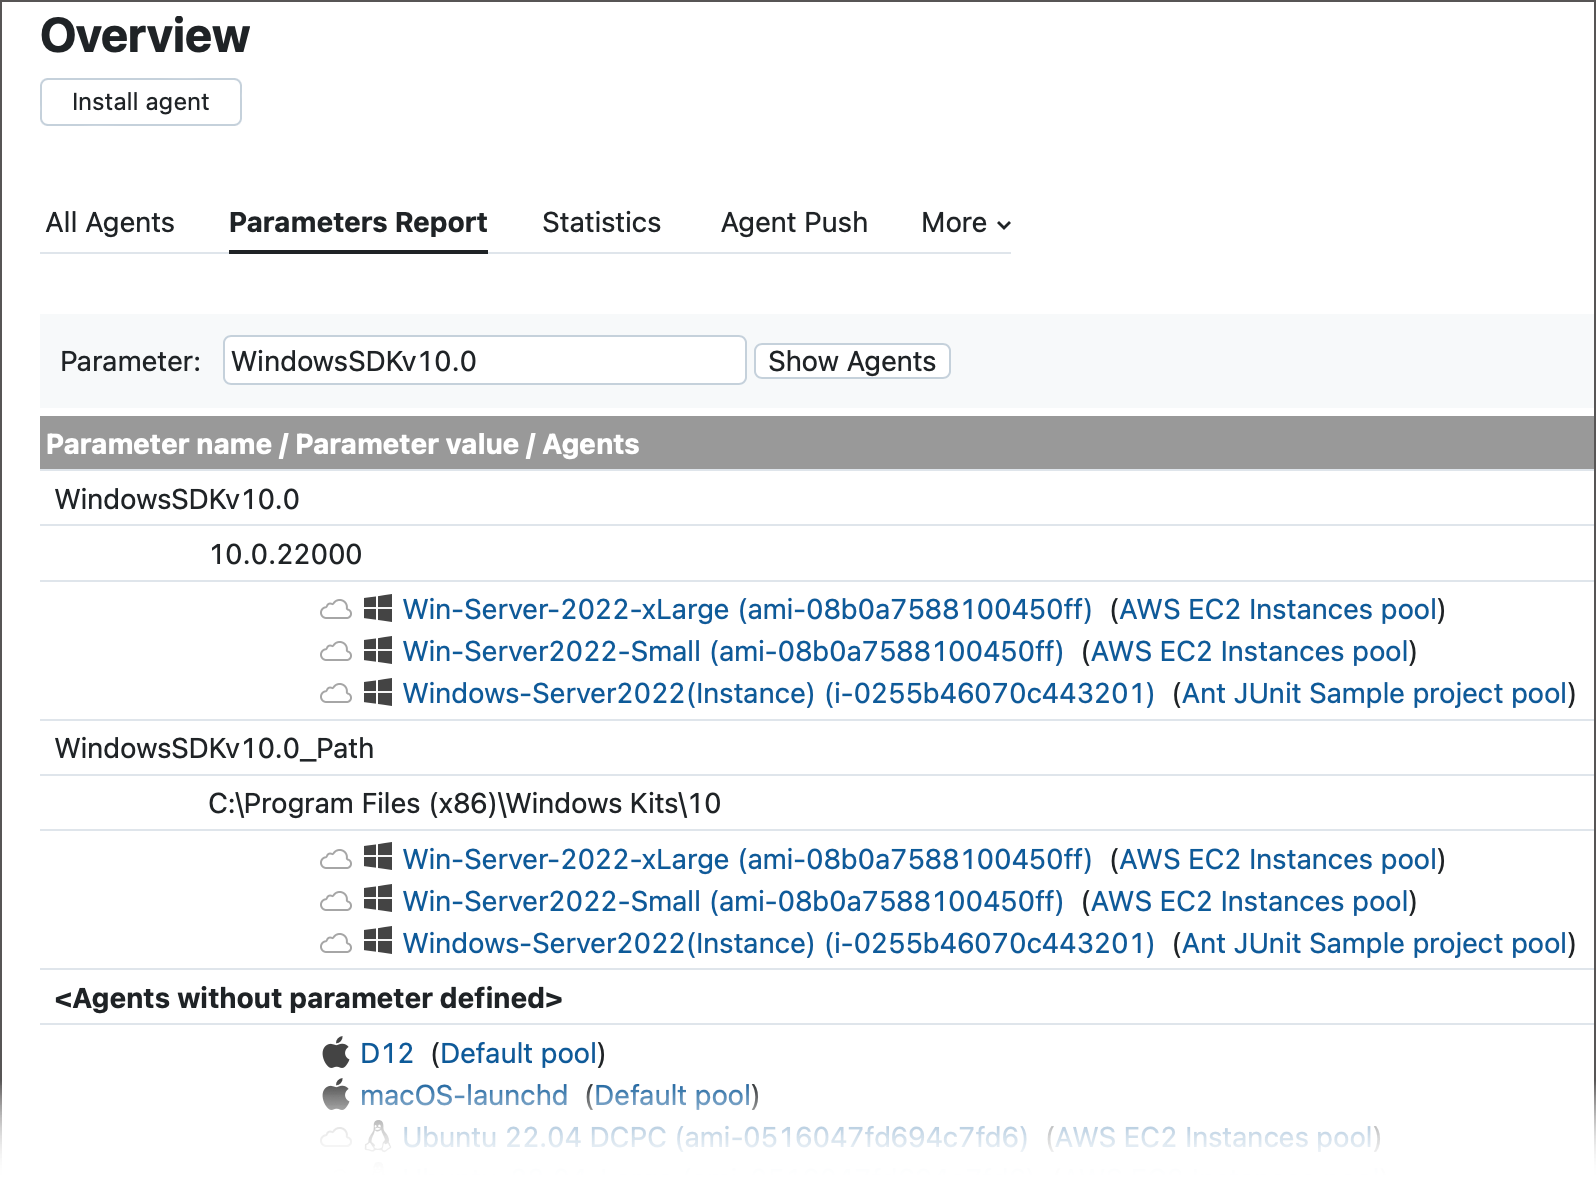 Overview
Install agent
All Agents Parameters Report Statistics Agent Push More
Parameter: WindowsSDKv10.0 Show Agents
Parameter name / Parameter value / Agents
WindowsSDKv10.0
10.0.22000
Win-Server-2022-xLarge (ami-08b0a7588100450ff) (AWS EC2 Instances pool)
Win-Server2022-Small (ami-08b0a7588100450ff) (AWS EC2 Instances pool)
Windows-Server2022(Instance) (i-0255b46070c443201) (Ant JUnit Sample project pool)
WindowsSDKv10.0_Path
C:\Program Files (x86)\Windows Kits\10
Win-Server-2022-xLarge (ami-08b0a7588100450ff) (AWS EC2 Instances pool)
Win-Server2022-Small (ami-08b0a7588100450ff) (AWS EC2 Instances pool)
Windows-Server2022(Instance) (i-0255b46070c443201) (Ant JUnit Sample project pool)
<Agents without parameter defined>
D12 (Default pool)
macOS-launchd (Default pool)
Ubuntu 22.04 DCPC (ami-0516047fd694c7fd6) (AWS EC2 Instances pool)